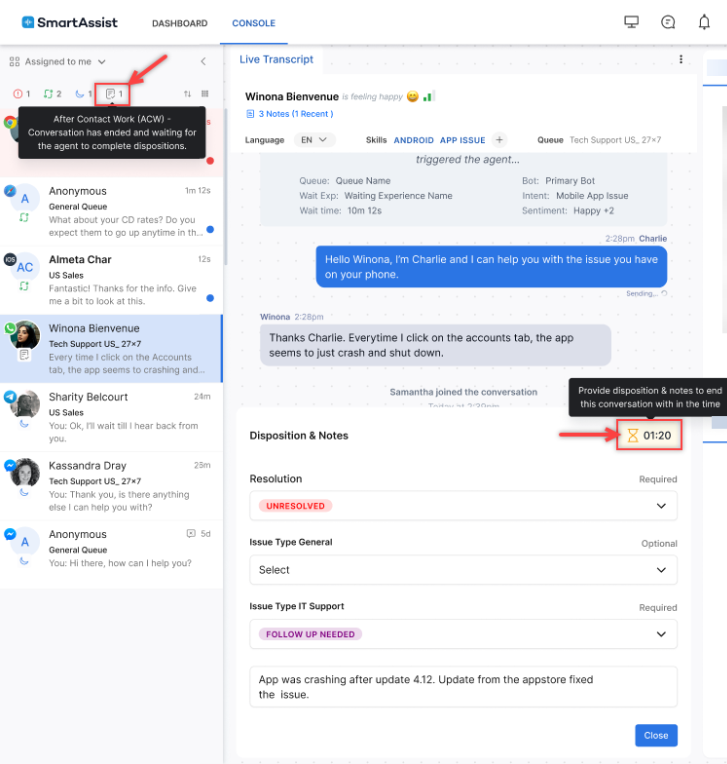 SmartAssist
DASHBOARD
CONSOLE
Assigned to me
1
2
1
1
After Contact Work (ACW) -
Conversation has ended and waiting for
the agent to complete dispositions.
s
A
Anonymous
1m 12s
General Queue
What about your CD rates? Do you
expect them to go up anytime in th...
iOS
AC
Almeta Char
12s
US Sales
Fantastic! Thanks for the info. Give
me a bit to look at this.
Winona Bienvenue
Tech Support US_ 27x7
Every time I click on the Accounts
tab, the app seems to crashing and...
Sharity Belcourt
24m
US Sales
You: Ok, I'll wait till I hear back from
you.
Kassandra Dray
25m
Tech Support US_ 27x7
You: Thank you, is there anything
else I can help you with?
A
Anonymous
5d
General Queue
You: Hi there, how can I help you?
Live Transcript
Winona Bienvenue is feeling happy
3 Notes (1 Recent )
Language EN Skills ANDROID APP ISSUE + Queue Tech Support US_ 27x7
triggered the agent...
Queue: Queue Name Bot: Primary Bot
Wait Exp: Waiting Experience Name Intent: Mobile App Issue
Wait time: 10m 12s Sentiment: Happy +2
2:28pm Charlie
Hello Winona, I'm Charlie and I can help you with the issue you have
on your phone.
Sending...
Winona 2:28pm
Thanks Charlie. Everytime I click on the accounts tab, the app
seems to just crash and shut down.
Samantha joined the conversation
Today at 2:30pm
Provide disposition & notes to end
this conversation with in the time
Disposition & Notes
01:20
Resolution Required
UNRESOLVED
Issue Type General Optional
Select
Issue Type IT Support Required
FOLLOW UP NEEDED
App was crashing after update 4.12. Update from the appstore fixed
the issue.
Close